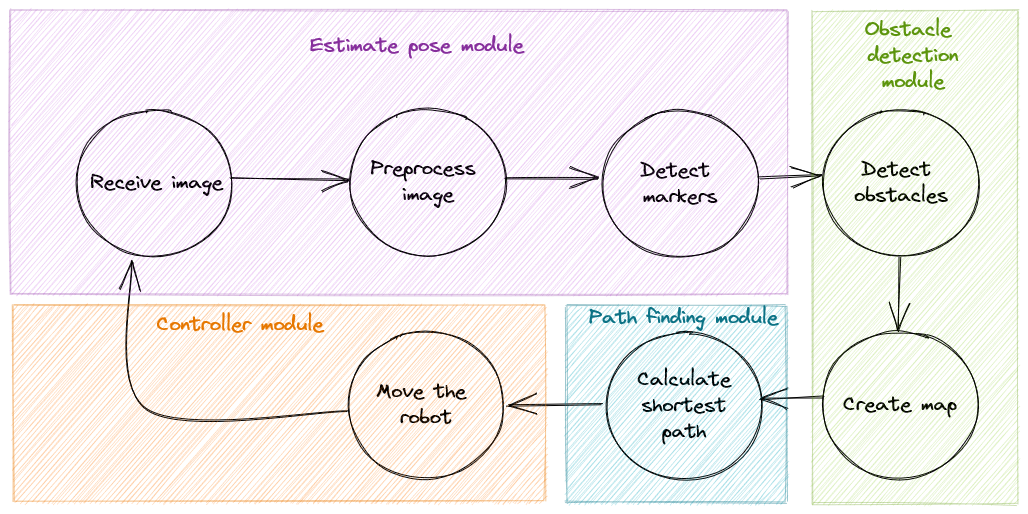 Estimate pose module
Receive image
Preprocess
image
Detect
markers
Obstacle
detection
module
Detect
obstacles
Controller module
Move the
robot
Path finding module
Calculate
shortest
path
Create map